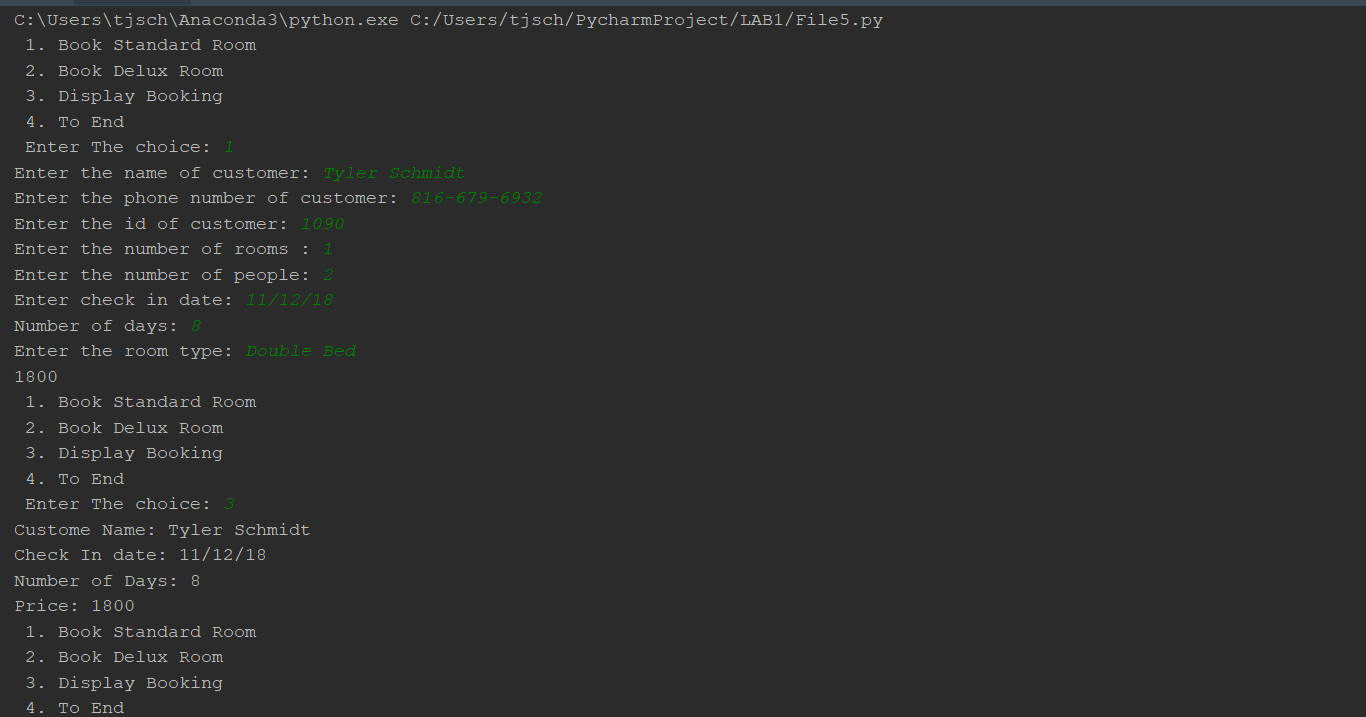 C:\Users\tjsch\Anaconda3\python.exe C:/Users/tjsch/PycharmProject/LAB1/File5.py
 1. Book Standard Room
 2. Book Delux Room
 3. Display Booking
 4. To End
 Enter The choice: 1
Enter the name of customer: Tyler Schmidt
Enter the phone number of customer: 816-679-6932
Enter the id of customer: 1090
Enter the number of rooms : 1
Enter the number of people: 2
Enter check in date: 11/12/18
Number of days: 8
Enter the room type: Double Bed
1800
 1. Book Standard Room
 2. Book Delux Room
 3. Display Booking
 4. To End
 Enter The choice: 3
Custome Name: Tyler Schmidt
Check In date: 11/12/18
Number of Days: 8
Price: 1800
 1. Book Standard Room
 2. Book Delux Room
 3. Display Booking
 4. To End